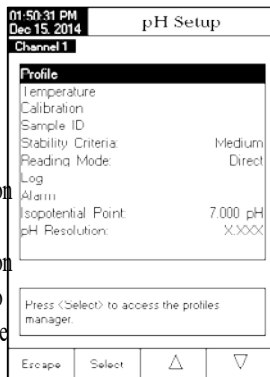 01:50:31 PM
Dec 15, 2014
pH Setup
Channel 1
Profile
Temperature
Calibration
Sample ID
Stability Criteria: Medium
Reading Mode: Direct
Log
Alarm
Isopotential Point: 7.000 pH
pH Resolution: X.XXX
Press <Select> to access the profiles
manager.
Escape Select